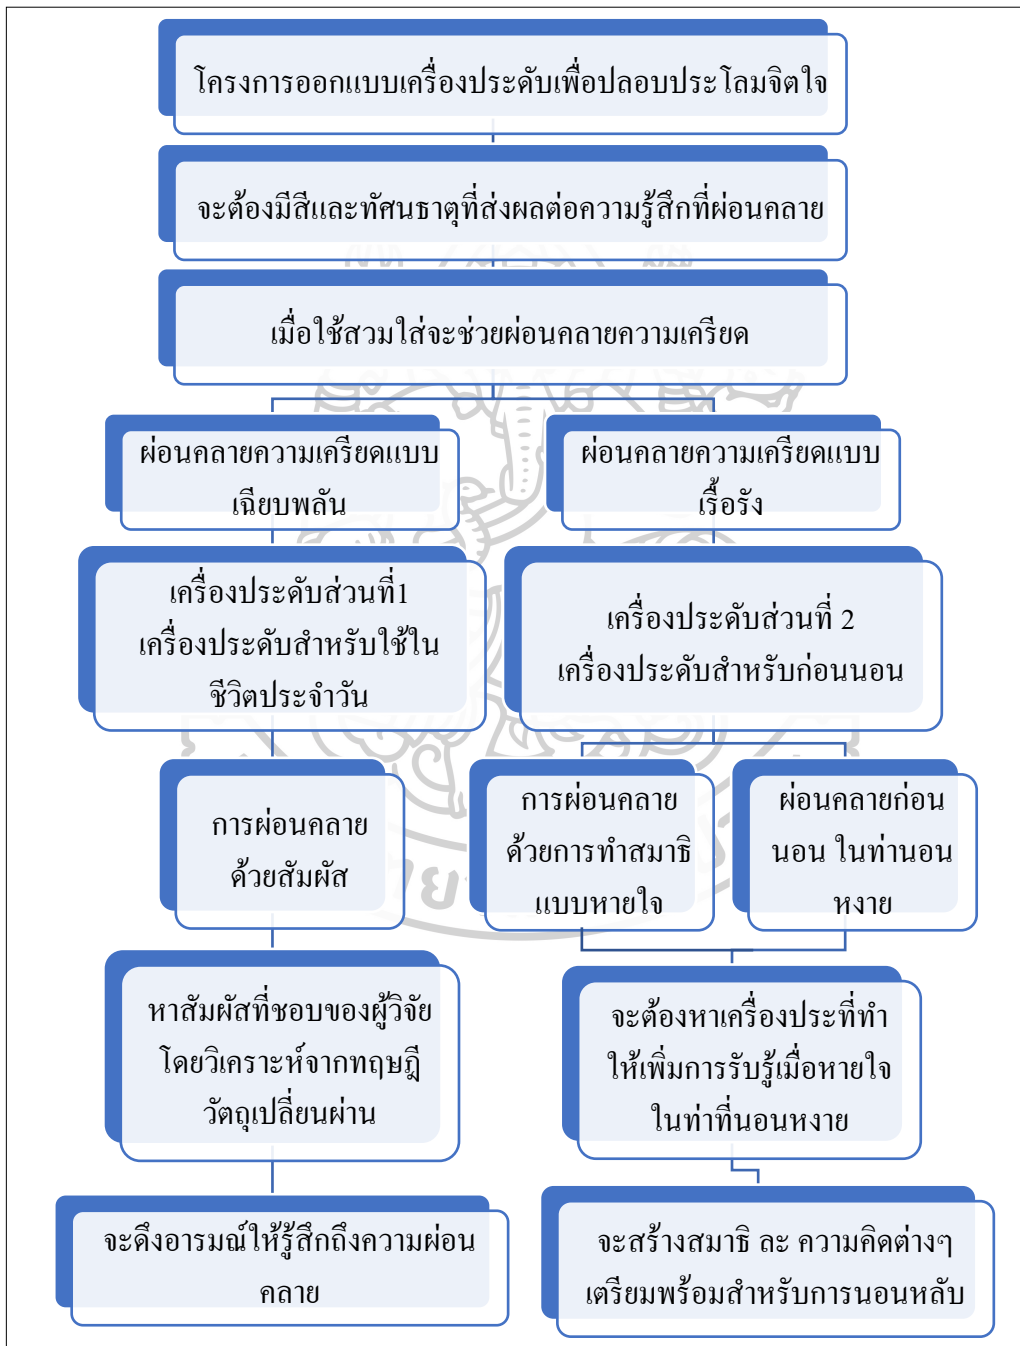 โครงการออกแบบเครื่องประดับเพื่อปลอบประโลมจิตใจ
จะต้องมีสีและทัศนธาตุที่ส่งผลต่อความรู้สึกที่ผ่อนคลาย
เมื่อใช้สวมใส่จะช่วยผ่อนคลายความเครียด
ผ่อนคลายความเครียดแบบ
เฉียบพลัน
ผ่อนคลายความเครียดแบบ
เรื้อรัง
เครื่องประดับส่วนที่1
เครื่องประดับสำหรับใช้ใน
ชีวิตประจำวัน
เครื่องประดับส่วนที่ 2
เครื่องประดับสำหรับก่อนนอน
การผ่อนคลาย
ด้วยสัมผัส
การผ่อนคลาย
ด้วยการทำสมาธิ
แบบหายใจ
ผ่อนคลายก่อน
นอน ในท่านอน
หงาย
หาสัมผัสที่ชอบของผู้วิจัย
โดยวิเคราะห์จากทฤษฎี
วัตถุเปลี่ยนผ่าน
จะต้องหาเครื่องประที่ทำ
ให้เพิ่มการรับรู้เมื่อหายใจ
ในท่าที่นอนหงาย
จะดึงอารมณ์ให้รู้สึกถึงความผ่อน
คลาย
จะสร้างสมาธิ ละ ความคิดต่างๆ
เตรียมพร้อมสำหรับการนอนหลับ